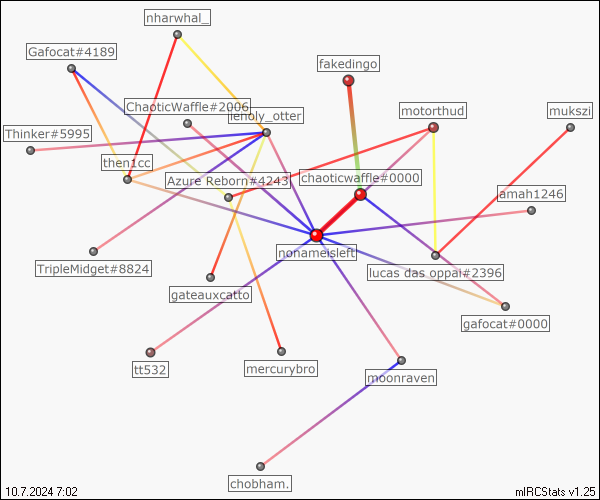 nharwhal_
Gafocat#4189
fakedingo
ChaoticWaffle#2006
lenoly_otter
motorthud
mukszi
Thinker#5995
then1cc
Azure Reborn#4243
chaoticwaffle#0000
amah1246
nonameisleft
TripleMidget#8824
lucas das oppai#2396
gateauxcatto
gafocat#0000
tt532
mercurybro
moonraven
chobham.
10.7.2024 7:02
mIRCStats v1.25